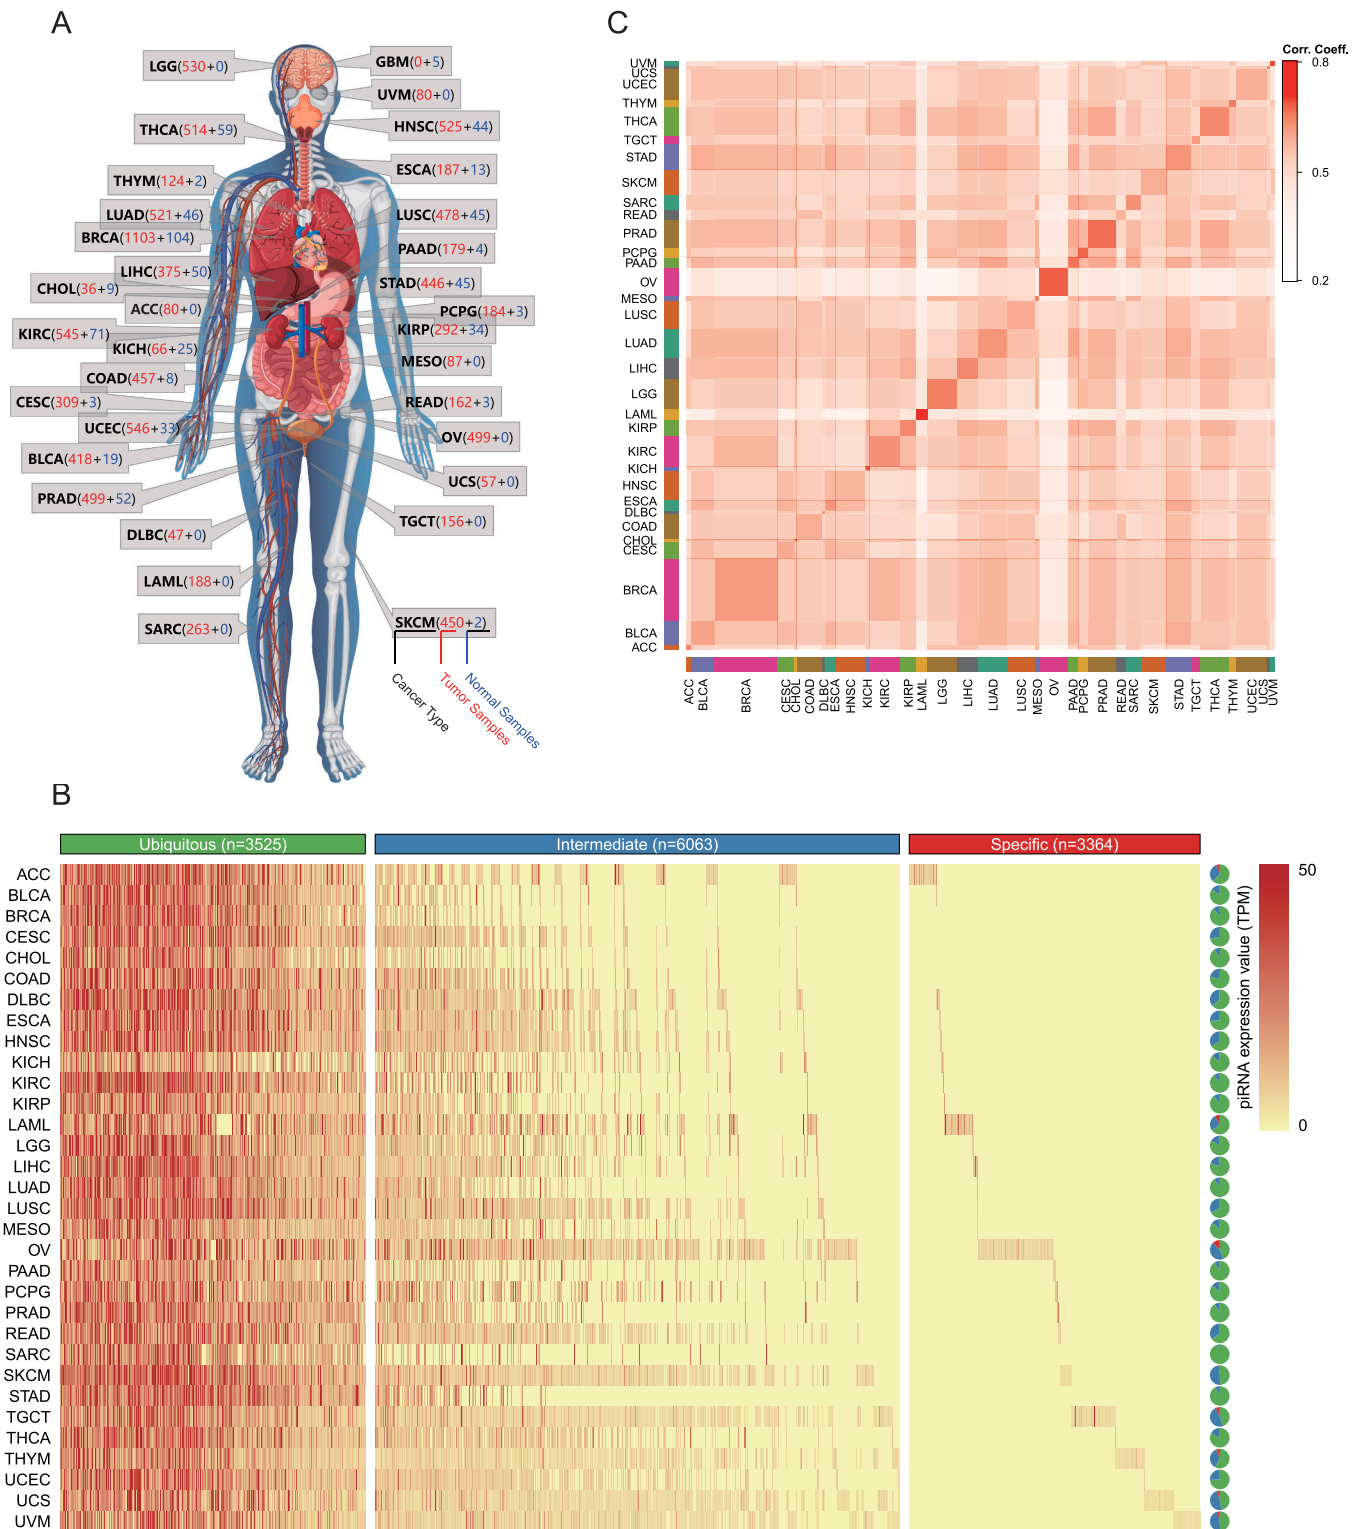 A
LGG(530+0)
GBM(0+5)
UVM(80+0)
THCA(514+59)
HNSC(525+44)
THYM(124+2)
ESCA(187+13)
LUAD(521+46)
LUSC(478+45)
BRCA(1103+104)
PAAD(179+4)
LIHC(375+50)
CHOL(36+9)
STAD(446+45)
ACC(80+0)
PCPG(184+3)
KIRC(545+71)
KIRP(292+34)
KICH(66+25)
MESO(87+0)
COAD(457+8)
CESC(309+3)
READ(162+3)
UCEC(546+33)
OV(499+0)
BLCA(418+19)
UCS(57+0)
PRAD(499+52)
TGCT(156+0)
DLBC(47+0)
LAML(188+0)
SARC(263+0)
SKCM(450+2)
Cancer Type
Tumor Samples
Normal Samples
C
Corr. Coeff.
0.8
0.5
0.2
UVM
UCS
UCEC
THYM
THCA
TGCT
STAD
SKCM
SARC
READ
PRAD
PCPG
PAAD
OV
MESO
LUSC
LUAD
LIHC
LGG
LAML
KIRP
KIRC
KICH
HNSC
ESCA
DLBC
COAD
CHOL
CESC
BRCA
BLCA
ACC
ACC
BLCA
BRCA
CESC
CHOL
COAD
DLBC
ESCA
HNSC
KICH
KIRC
KIRP
LAML
LGG
LIHC
LUAD
LUSC
MESO
OV
PAAD
PCPG
PRAD
READ
SARC
SKCM
STAD
TGCT
THCA
THYM
UCEC
UCS
UVM
B
Ubiquitous (n=3525)
Intermediate (n=6063)
Specific (n=3364)
ACC
BLCA
BRCA
CESC
CHOL
COAD
DLBC
ESCA
HNSC
KICH
KIRC
KIRP
LAML
LGG
LIHC
LUAD
LUSC
MESO
OV
PAAD
PCPG
PRAD
READ
SARC
SKCM
STAD
TGCT
THCA
THYM
UCEC
UCS
UVM
piRNA expression value (TPM)
50
0